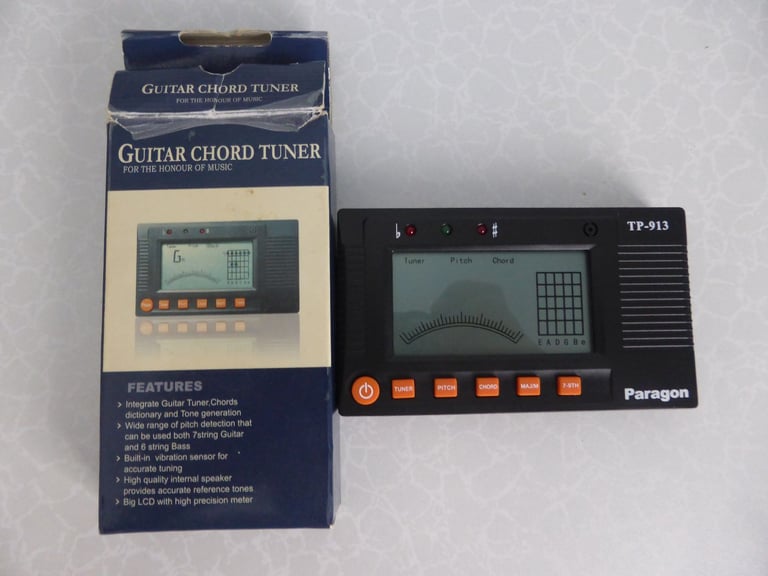 GUITAR CHORD TUNER
FOR THE HONOUR OF MUSIC
GUITAR CHORD TUNER
FOR THE HONOUR OF MUSIC
G
FEATURES
> Integrate Guitar Tuner,Chords
dictionary and Tone generation
> Wide range of pitch detection that
can be used both 7string Guitar
and 6 string Bass
> Built-in vibration sensor for
accurate tuning
> High quality internal speaker
provides accurate reference tones
> Big LCD with high precision meter
♭ ♯
TP-913
Tuner Pitch Chord
E A D G B e
TUNER PITCH CHORD MAJ/M 7-9TH
Paragon